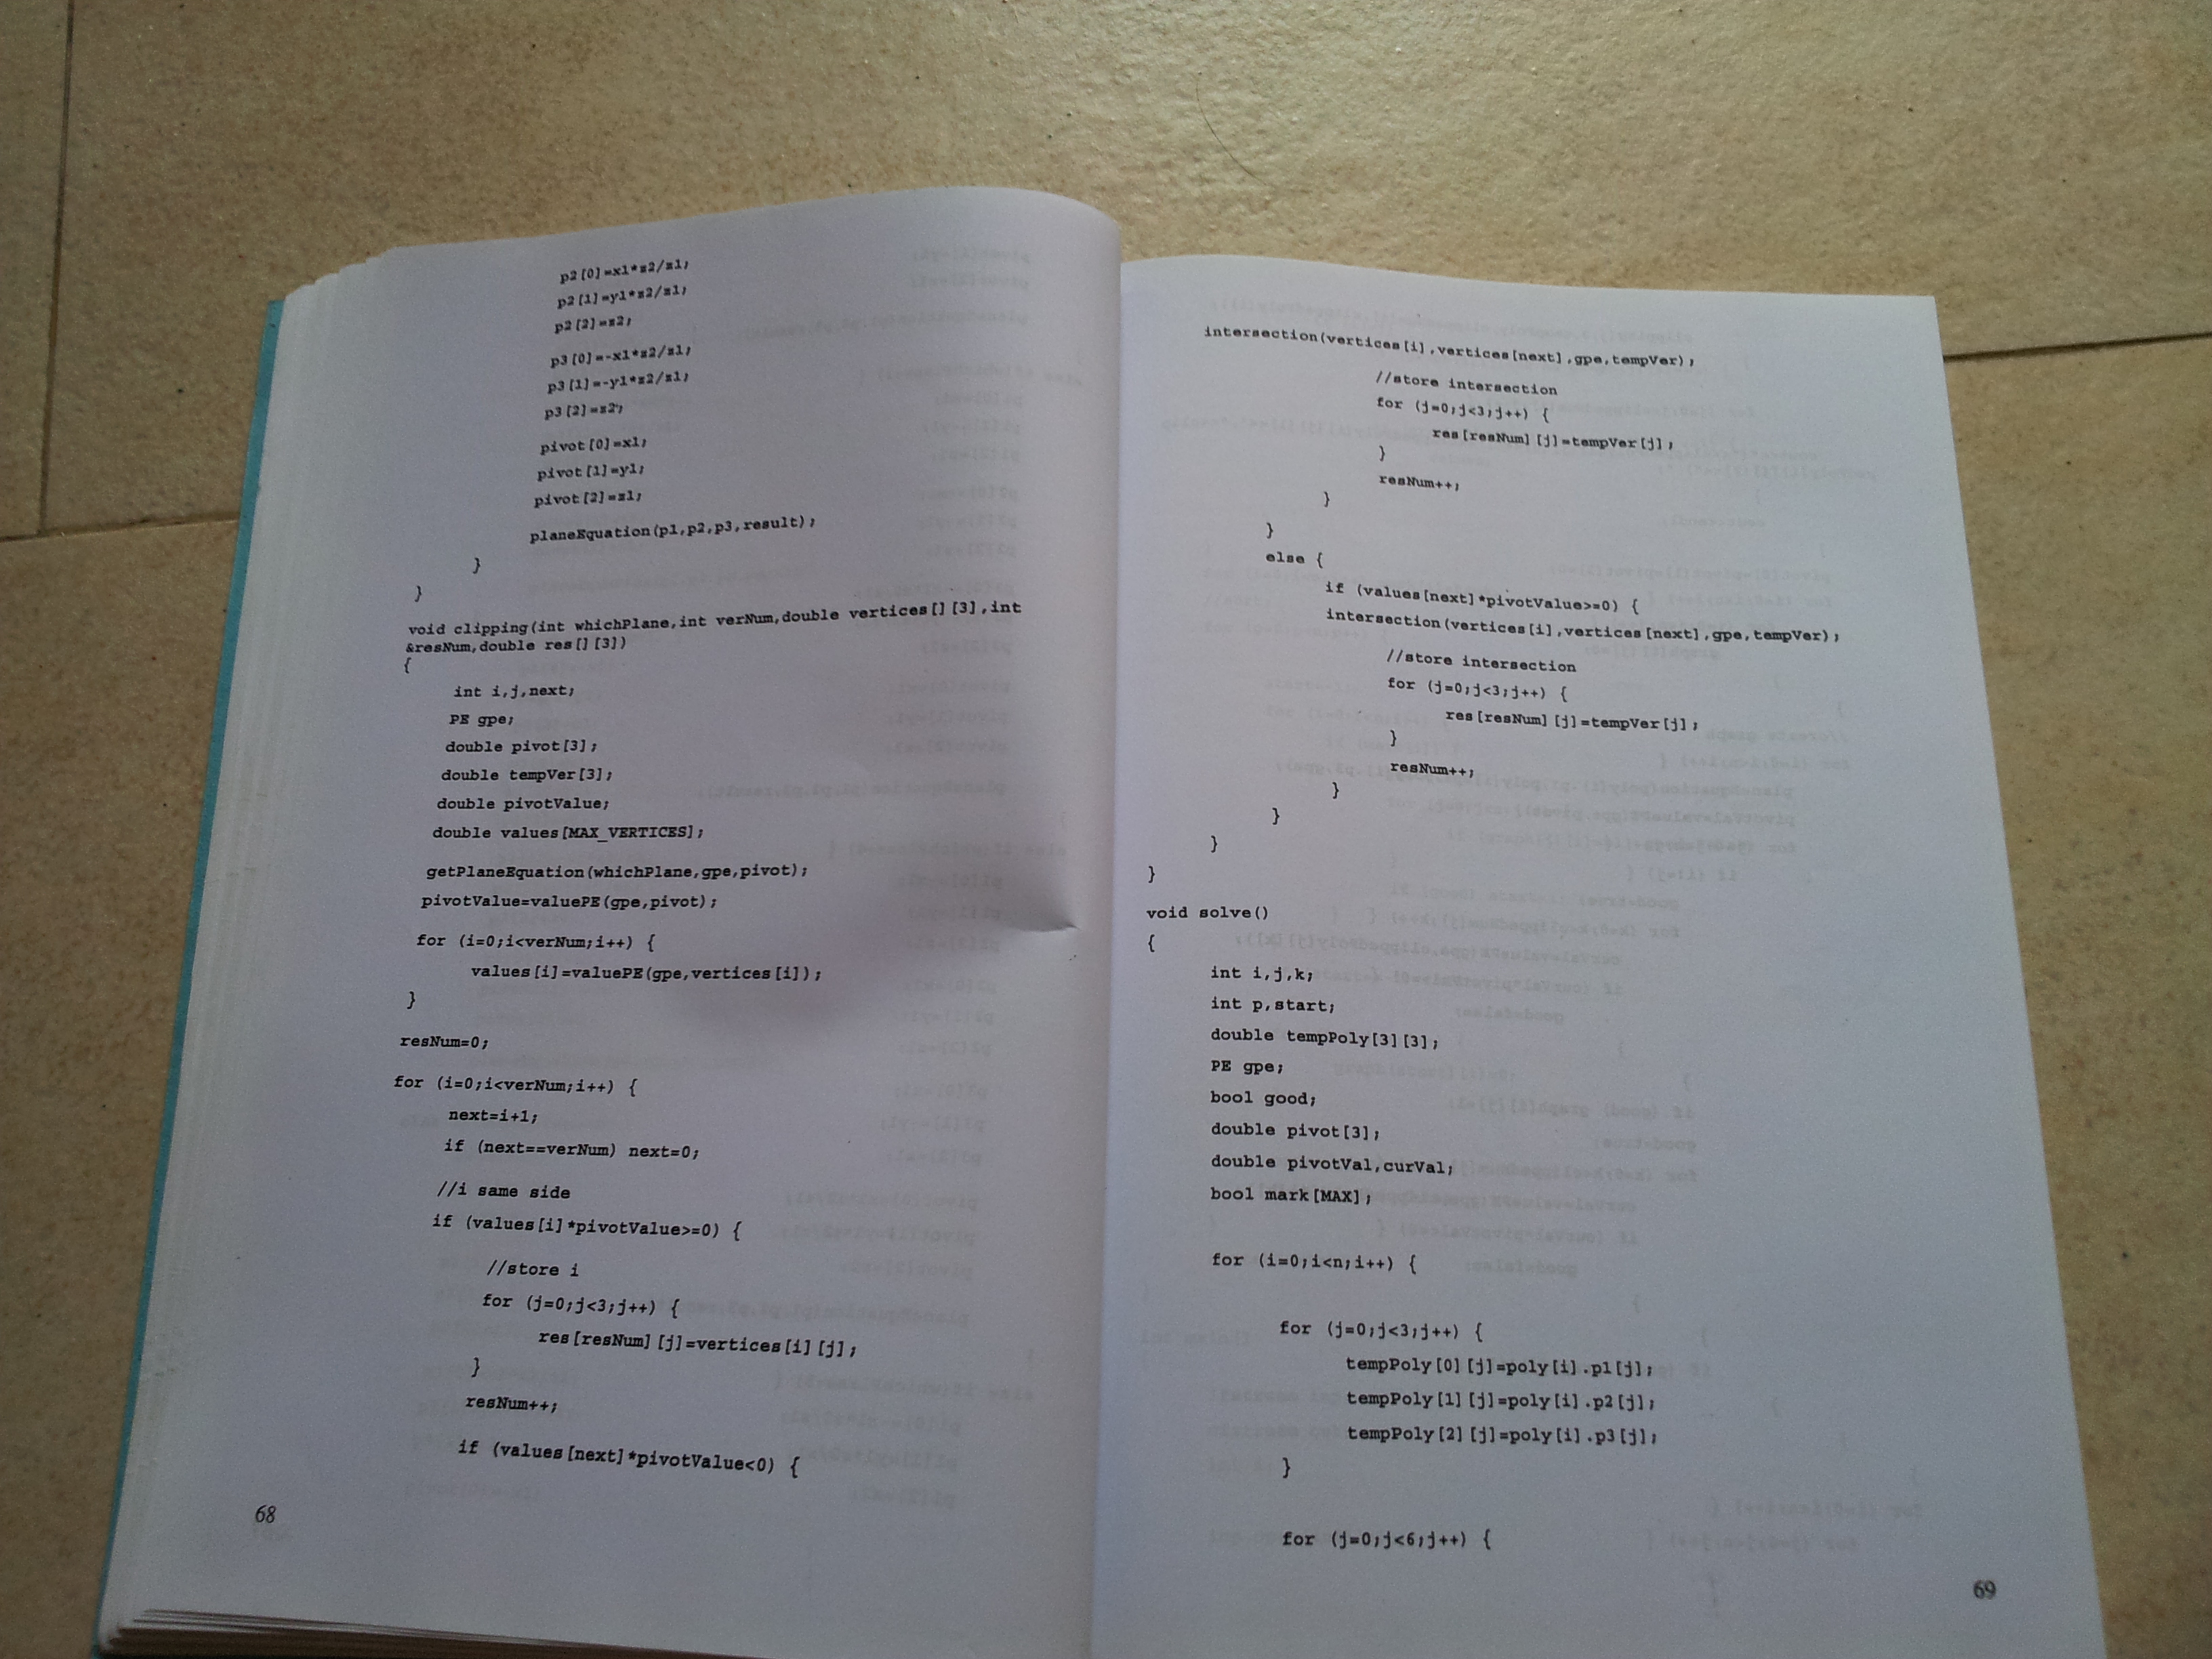 p2[0]=x1*z2/z1;
p2[1]=y1*z2/z1;
p2[2]=z2;
p3[0]=-x1*z2/z1;
p3[1]=-y1*z2/z1;
p3[2]=z2;
pivot[0]=x1;
pivot[1]=y1;
pivot[2]=z1;
planeEquation(p1,p2,p3,result);
}
}
void clipping(int whichPlane,int verNum,double vertices[][3],int
&resNum,double res[][3])
{
int i,j,next;
PE gpe;
double pivot[3];
double tempVer[3];
double pivotValue;
double values[MAX_VERTICES];
getPlaneEquation(whichPlane,gpe,pivot);
pivotValue=valuePE(gpe,pivot);
for (i=0;i<verNum;i++) {
values[i]=valuePE(gpe,vertices[i]);
}
resNum=0;
for (i=0;i<verNum;i++) {
next=i+1;
if (next==verNum) next=0;
//i same side
if (values[i]*pivotValue>=0) {
//store i
for (j=0;j<3;j++) {
res[resNum][j]=vertices[i][j];
}
resNum++;
if (values[next]*pivotValue<0) {
68
intersection(vertices[i],vertices[next],gpe,tempVer);
//store intersection
for (j=0;j<3;j++) {
res[resNum][j]=tempVer[j];
}
resNum++;
}
}
else {
if (values[next]*pivotValue>=0) {
intersection(vertices[i],vertices[next],gpe,tempVer);
//store intersection
for (j=0;j<3;j++) {
res[resNum][j]=tempVer[j];
}
resNum++;
}
}
}
}
void solve()
{
int i,j,k;
int p,start;
double tempPoly[3][3];
PE gpe;
bool good;
double pivot[3];
double pivotVal,curVal;
bool mark[MAX];
for (i=0;i<n;i++) {
for (j=0;j<3;j++) {
tempPoly[0][j]=poly[i].p1[j];
tempPoly[1][j]=poly[i].p2[j];
tempPoly[2][j]=poly[i].p3[j];
}
for (j=0;j<6;j++) {
69